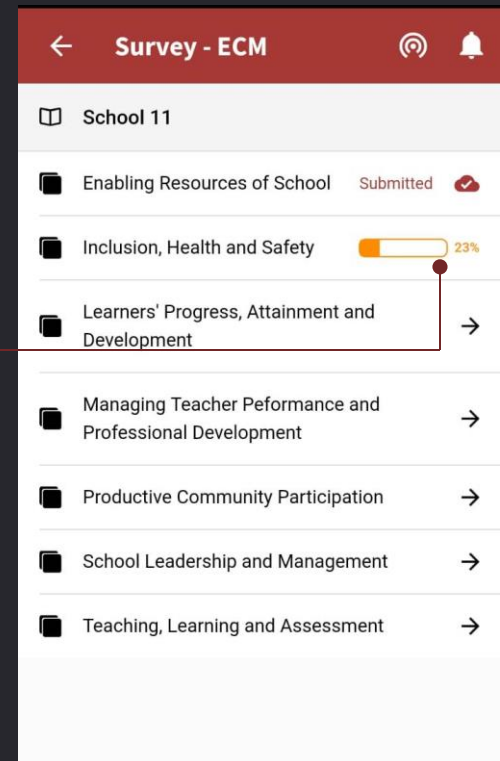 Survey - ECM
School 11
Enabling Resources of School Submitted
Inclusion, Health and Safety 23%
Learners' Progress, Attainment and
Development
Managing Teacher Peformance and
Professional Development
Productive Community Participation
School Leadership and Management
Teaching, Learning and Assessment